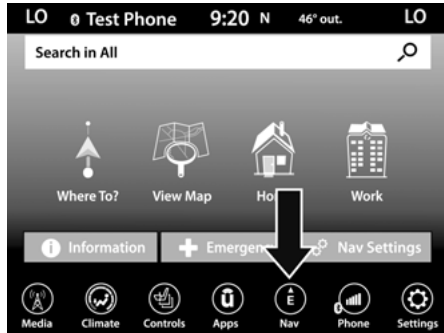 LO Test Phone 9:20 N 46° out. LO
Search in All
Where To? View Map Work
Information Nav Settings
E
Media Climate Controls Apps Nav Phone Settings